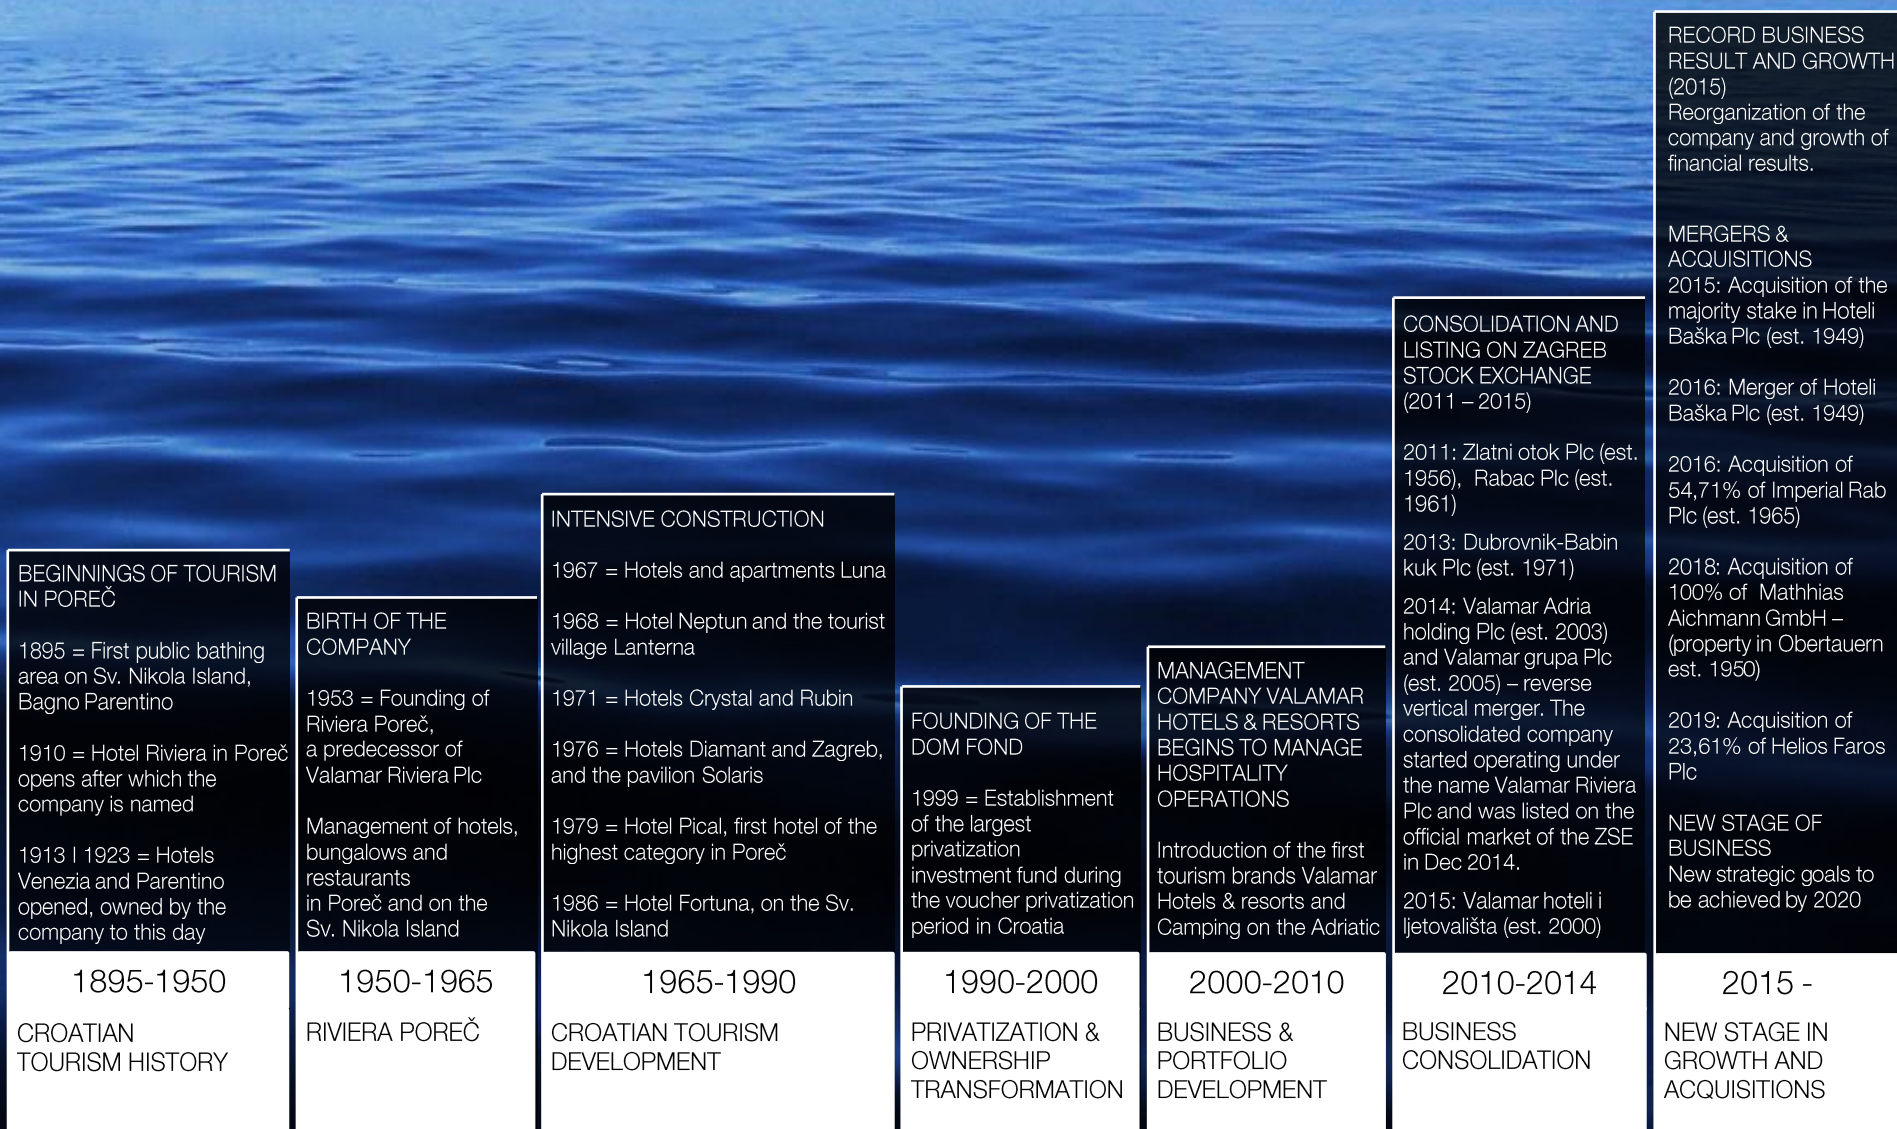 BEGINNINGS OF TOURISM
IN POREČ
1895 = First public bathing
area on Sv. Nikola Island,
Bagno Parentino
1910 = Hotel Riviera in Poreč
opens after which the
company is named
1913 | 1923 = Hotels
Venezia and Parentino
opened, owned by the
company to this day
1895-1950
CROATIAN
TOURISM HISTORY
BIRTH OF THE
COMPANY
1953 = Founding of
Riviera Poreč,
a predecessor of
Valamar Riviera Plc
Management of hotels,
bungalows and
restaurants
in Poreč and on the
Sv. Nikola Island
1950-1965
RIVIERA POREČ
INTENSIVE CONSTRUCTION
1967 = Hotels and apartments Luna
1968 = Hotel Neptun and the tourist
village Lanterna
1971 = Hotels Crystal and Rubin
1976 = Hotels Diamant and Zagreb,
and the pavilion Solaris
1979 = Hotel Pical, first hotel of the
highest category in Poreč
1986 = Hotel Fortuna, on the Sv.
Nikola Island
1965-1990
CROATIAN TOURISM
DEVELOPMENT
FOUNDING OF THE
DOM FOND
1999 = Establishment
of the largest
privatization
investment fund during
the voucher privatization
period in Croatia
1990-2000
PRIVATIZATION &
OWNERSHIP
TRANSFORMATION
MANAGEMENT
COMPANY VALAMAR
HOTELS & RESORTS
BEGINS TO MANAGE
HOSPITALITY
OPERATIONS
Introduction of the first
tourism brands Valamar
Hotels & resorts and
Camping on the Adriatic
2000-2010
BUSINESS &
PORTFOLIO
DEVELOPMENT
CONSOLIDATION AND
LISTING ON ZAGREB
STOCK EXCHANGE
(2011 – 2015)
2011: Zlatni otok Plc (est.
1956), Rabac Plc (est.
1961)
2013: Dubrovnik-Babin
kuk Plc (est. 1971)
2014: Valamar Adria
holding Plc (est. 2003)
and Valamar grupa Plc
(est. 2005) – reverse
vertical merger. The
consolidated company
started operating under
the name Valamar Riviera
Plc and was listed on the
official market of the ZSE
in Dec 2014.
2015: Valamar hoteli i
ljetovališta (est. 2000)
2010-2014
BUSINESS
CONSOLIDATION
RECORD BUSINESS
RESULT AND GROWTH
(2015)
Reorganization of the
company and growth of
financial results.
MERGERS &
ACQUISITIONS
2015: Acquisition of the
majority stake in Hoteli
Baška Plc (est. 1949)
2016: Merger of Hoteli
Baška Plc (est. 1949)
2016: Acquisition of
54,71% of Imperial Rab
Plc (est. 1965)
2018: Acquisition of
100% of Mathhias
Aichmann GmbH –
(property in Obertauern
est. 1950)
2019: Acquisition of
23,61% of Helios Faros
Plc
NEW STAGE OF
BUSINESS
New strategic goals to
be achieved by 2020
2015 -
NEW STAGE IN
GROWTH AND
ACQUISITIONS